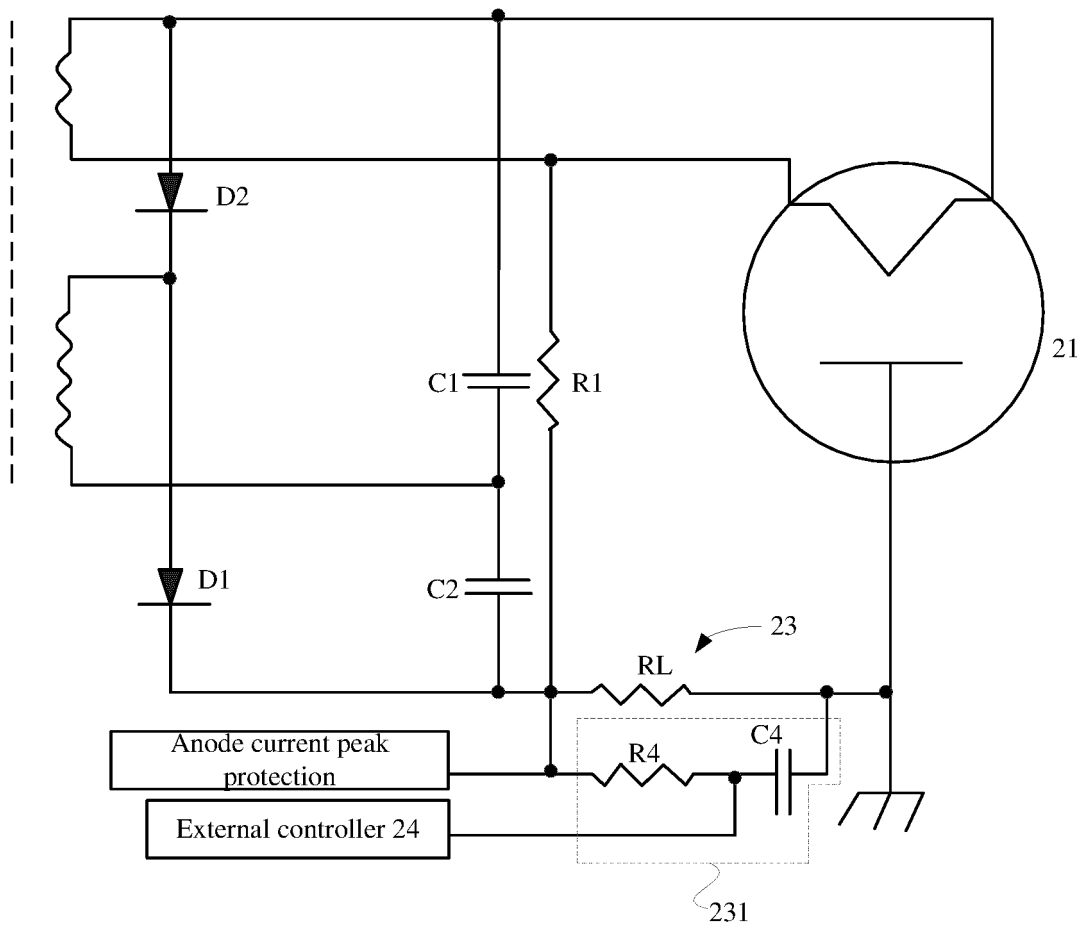 D2
21
C1
R1
D1
C2
23
RL
Anode current peak
protection
R4
C4
External controller 24
231